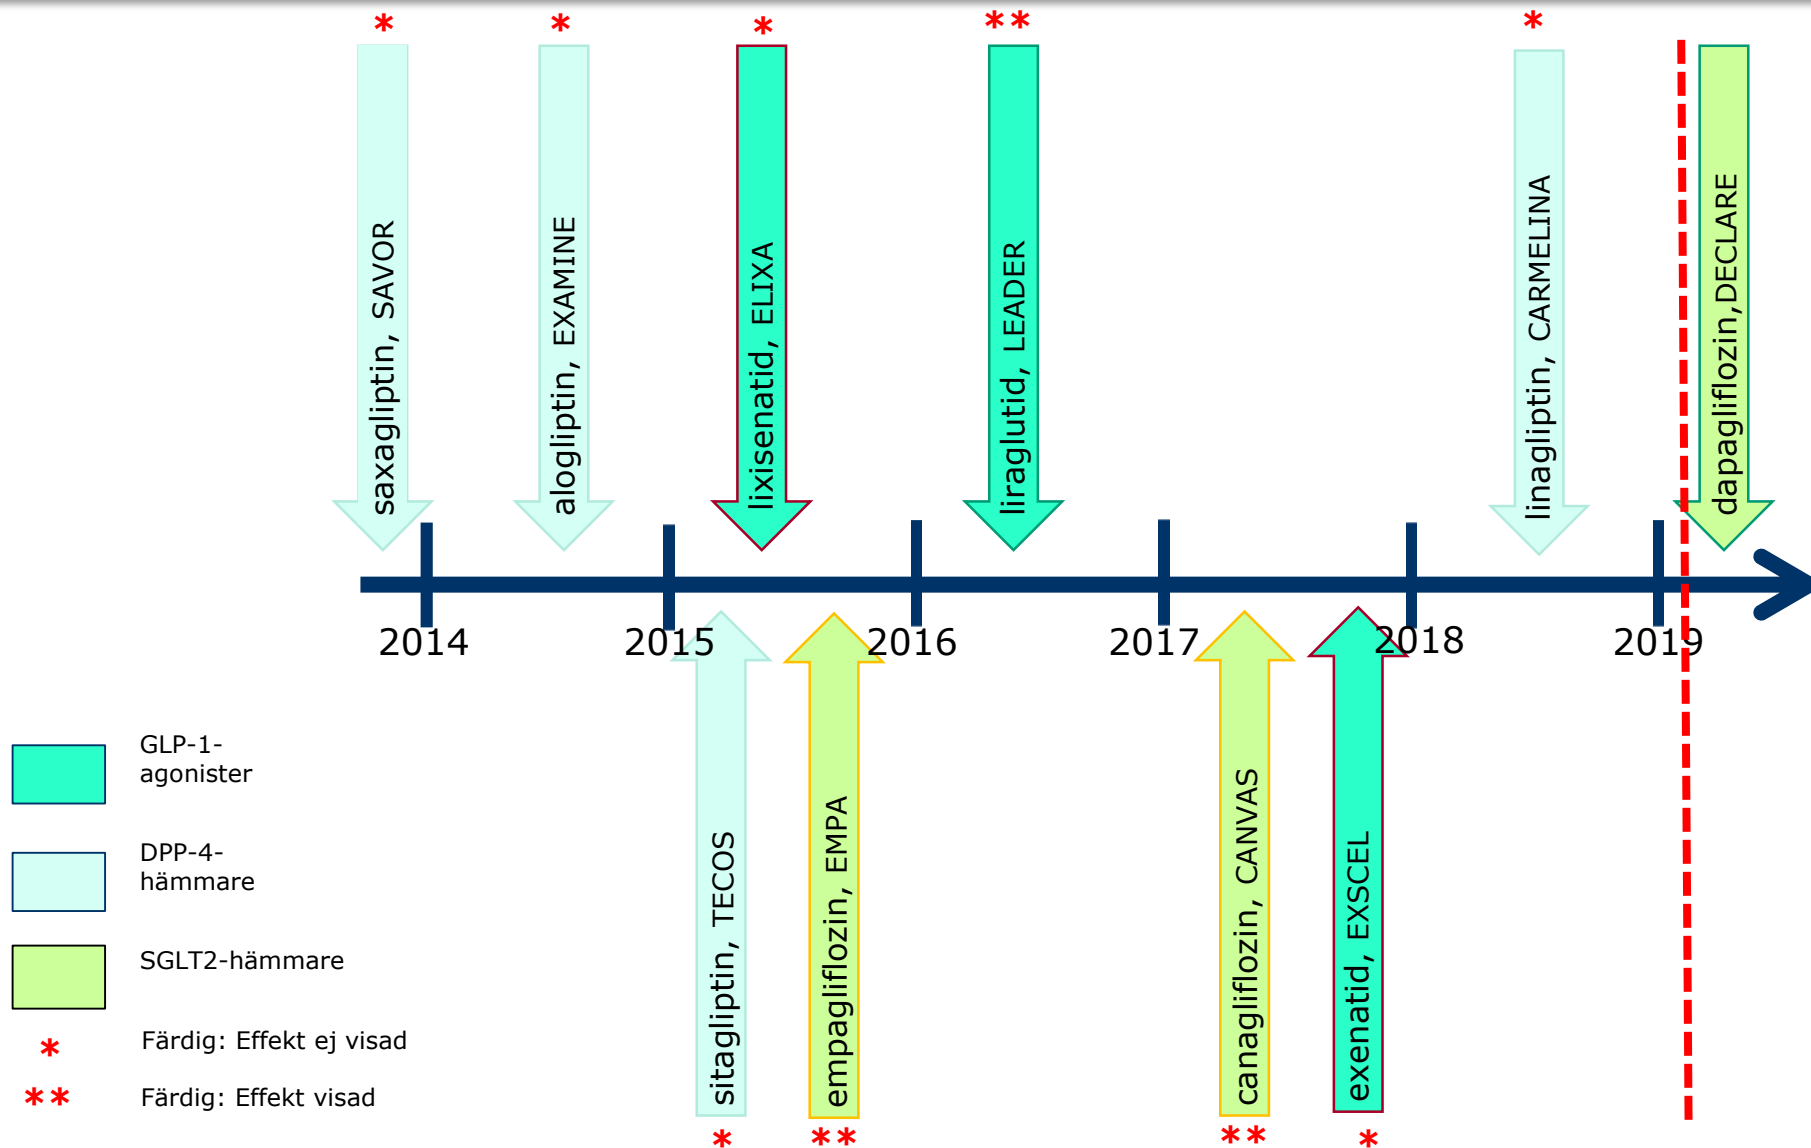 *
*
*
**
*
saxagliptin, SAVOR
alogliptin, EXAMINE
lixisenatid, ELIXA
liraglutid, LEADER
linagliptin, CARMELINA
dapagliflozin,DECLARE
2014
2015
2016
2017
2018
2019
sitagliptin, TECOS
empagliflozin, EMPA
canagliflozin, CANVAS
exenatid, EXSCEL
*
**
**
*
GLP-1-
agonister
DPP-4-
hämmare
SGLT2-hämmare
* Färdig: Effekt ej visad
** Färdig: Effekt visad